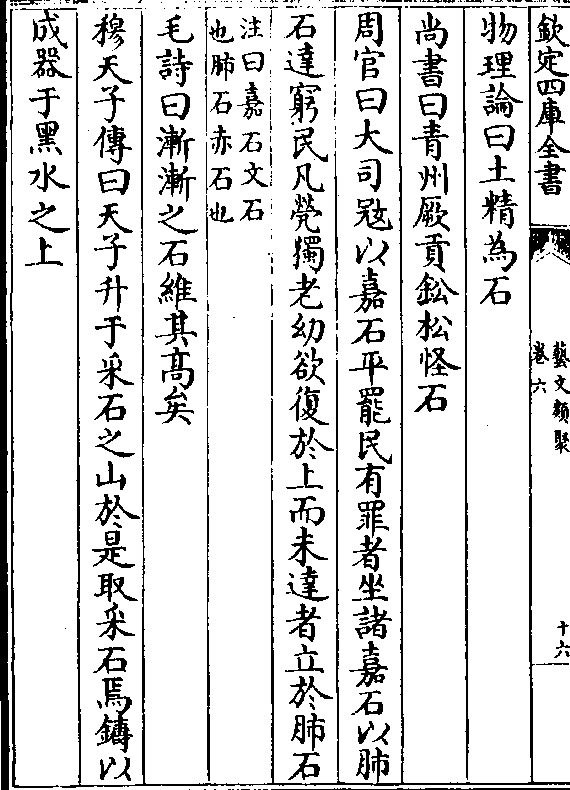 欽定四庫全書
藝文類聚
卷六
十六
物理論曰土精為石
尚書曰青州厥貢鈆松怪石
周官曰大司宼以嘉石平罷民有罪者坐諸嘉石以肺
石達窮民凡煢獨老幼欲復於上而未達者立於肺石
注曰嘉石文石
也肺石赤石也
毛詩曰漸漸之石維其髙矣
穆天子傳曰天子升于采石之山於是取采石焉鑄以
成器于黑水之上